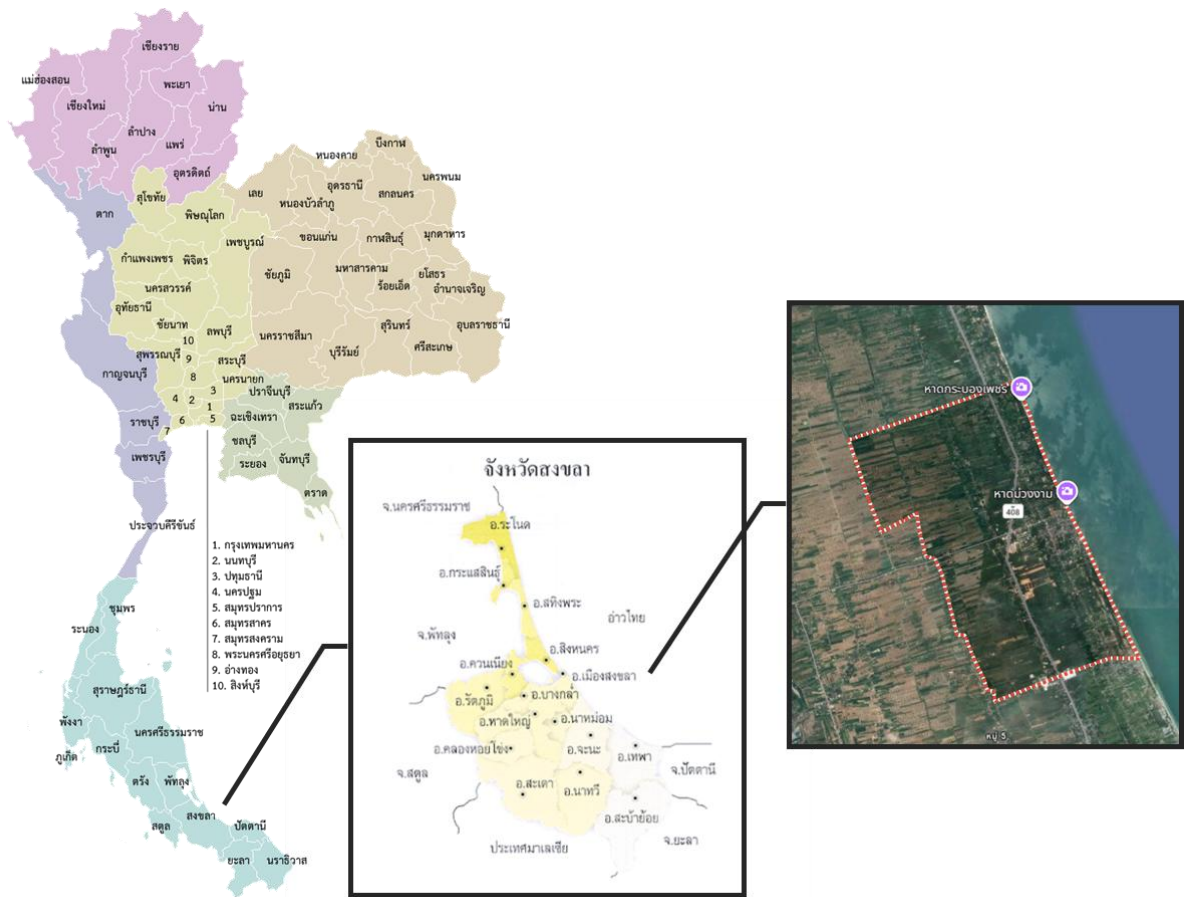 เชียงราย
แม่ฮ่องสอน
พะเยา
เชียงใหม่
น่าน
ลำปาง
แพร่
ลำพูน
อุตรดิตถ์
บึงกาฬ
หนองคาย
นครพนม
เลย
อุดรธานี
สกลนคร
สุโขทัย
หนองบัวลำภู
ตาก
พิษณุโลก
เพชบูรณ์
ขอนแก่น
กาฬสินธุ์
มุกดาหาร
กำแพงเพชร
พิจิตร
ชัยภูมิ
มหาสารคาม
ยโสธร
ร้อยเอ็ด
อำนาจเจริญ
นครสวรรค์
อุทัยธานี
ชัยนาท
ลพบุรี
นครราชสีมา
สุรินทร์
อุบลราชธานี
บุรีรัมย์
ศรีสะเกษ
10
สุพรรณบุรี
9
สระบุรี
กาญจนบุรี
8
นครนายก
3
ปราจีนบุรี
4
2
1
สระแก้ว
6
5
ฉะเชิงเทรา
ราชบุรี
7
ชลบุรี
เพชรบุรี
ระยอง
จันทบุรี
ตราด
ประจวบคีรีขันธ์
1. กรุงเทพมหานคร
2. นนทบุรี
3. ปทุมธานี
4. นครปฐม
5. สมุทรปราการ
6. สมุทรสาคร
7. สมุทรสงคราม
8. พระนครศรีอยุธยา
9. อ่างทอง
10. สิงห์บุรี
ชุมพร
ระนอง
สุราษฎร์ธานี
พังงา
นครศรีธรรมราช
กระบี่
ภูเก็ต
ตรัง
พัทลุง
สงขลา
สตูล
ปัตตานี
ยะลา
นราธิวาส
จังหวัดสงขลา
จ.นครศรีธรรมราช
อ.ระโนด
อ.กระแสสินธุ์
อ.สทิงพระ
อ่าวไทย
จ.พัทลุง
อ.สิงหนคร
อ.ควนเนียง
อ.เมืองสงขลา
อ.รัตภูมิ
อ.บางกล่ำ
อ.หาดใหญ่
อ.นาหม่อม
อ.คลองหอยโข่ง
อ.จะนะ
อ.เทพา
จ.สตูล
จ.ปัตตานี
อ.สะเดา
อ.นาทวี
อ.สะบ้าย้อย
จ.ยะลา
ประเทศมาเลเซีย
หาดกระบองเพชร
หาดม่วงงาม
408
หมู่ 5